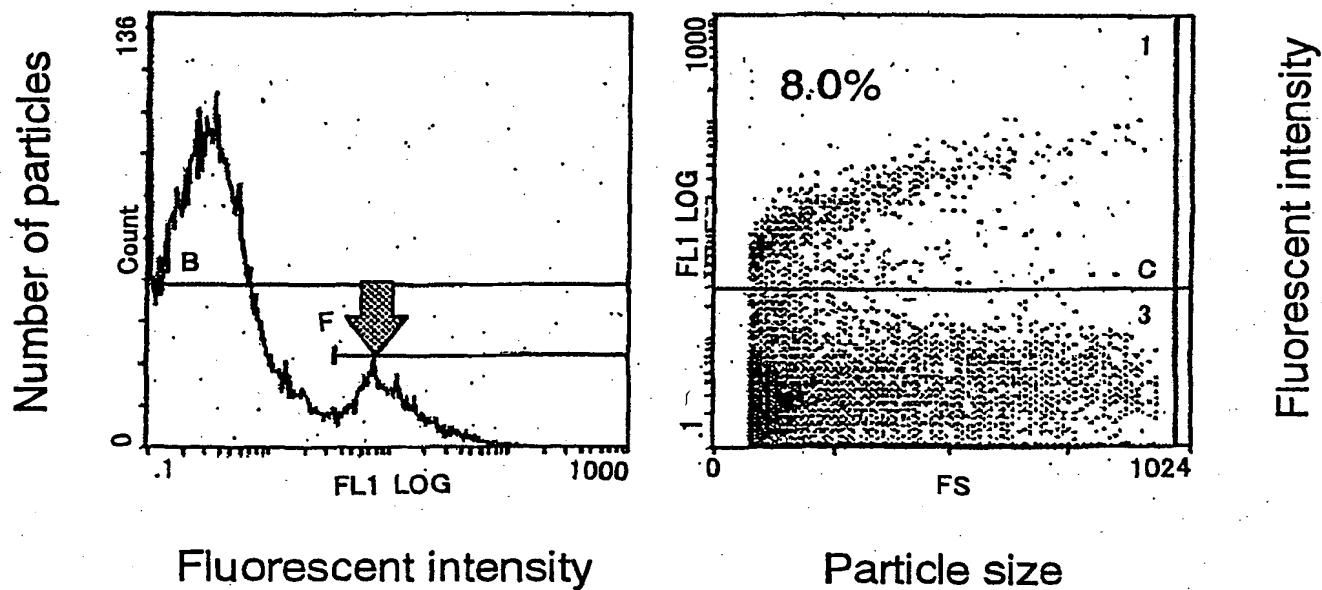 Number of particles
136
Count
0
B
F
.1
1000
FL1 LOG
Fluorescent intensity
1000
FL1 LOG
.1
8.0%
1
C
3
0
1024
FS
Particle size
Fluorescent intensity